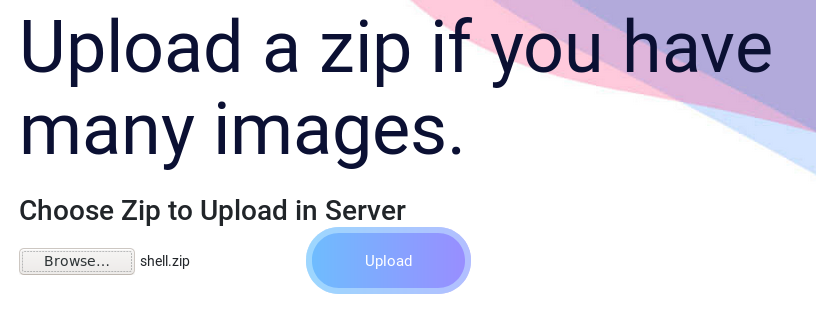 Upload a zip if you have
many images.
Choose Zip to Upload in Server
Browse... shell.zip Upload